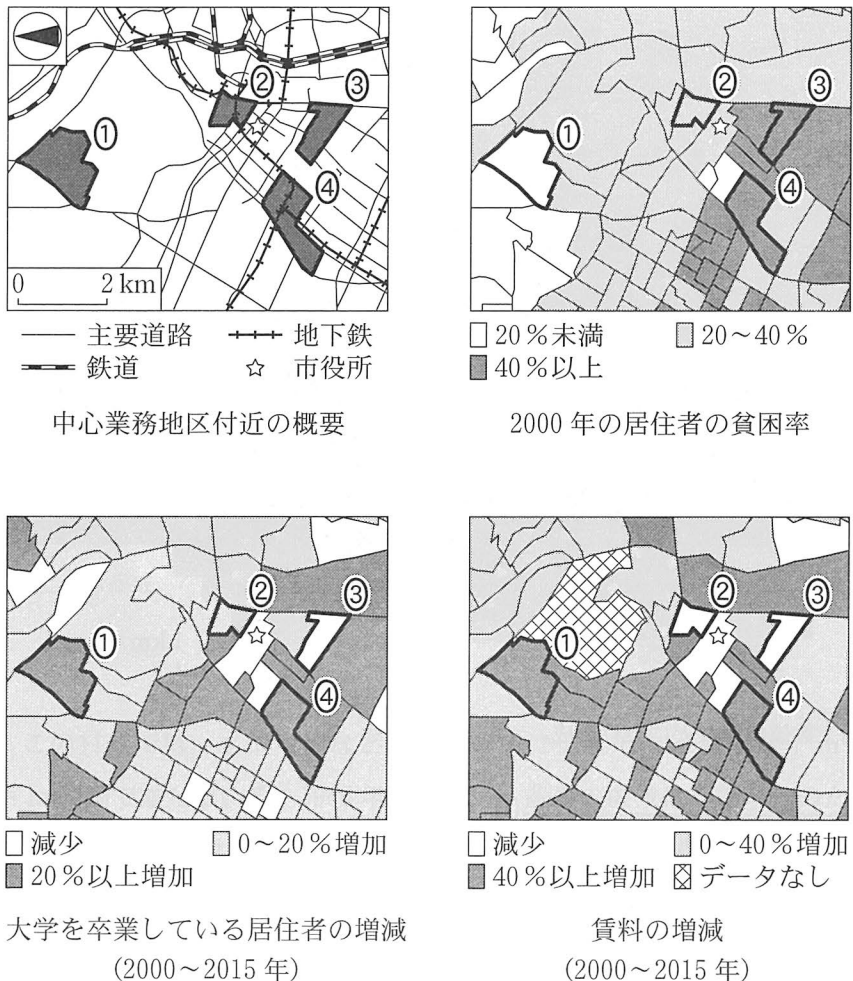 ①
②
③
④
0 2 km
主要道路 地下鉄
鉄道 市役所
中心業務地区付近の概要
①
②
③
④
20 %未満 20～40 %
40 %以上
2000 年の居住者の貧困率
①
②
③
④
減少 0～20 %増加
20 %以上増加
大学を卒業している居住者の増減
(2000～2015 年)
①
②
③
④
減少 0～40 %増加
40 %以上増加 データなし
賃料の増減
(2000～2015 年)